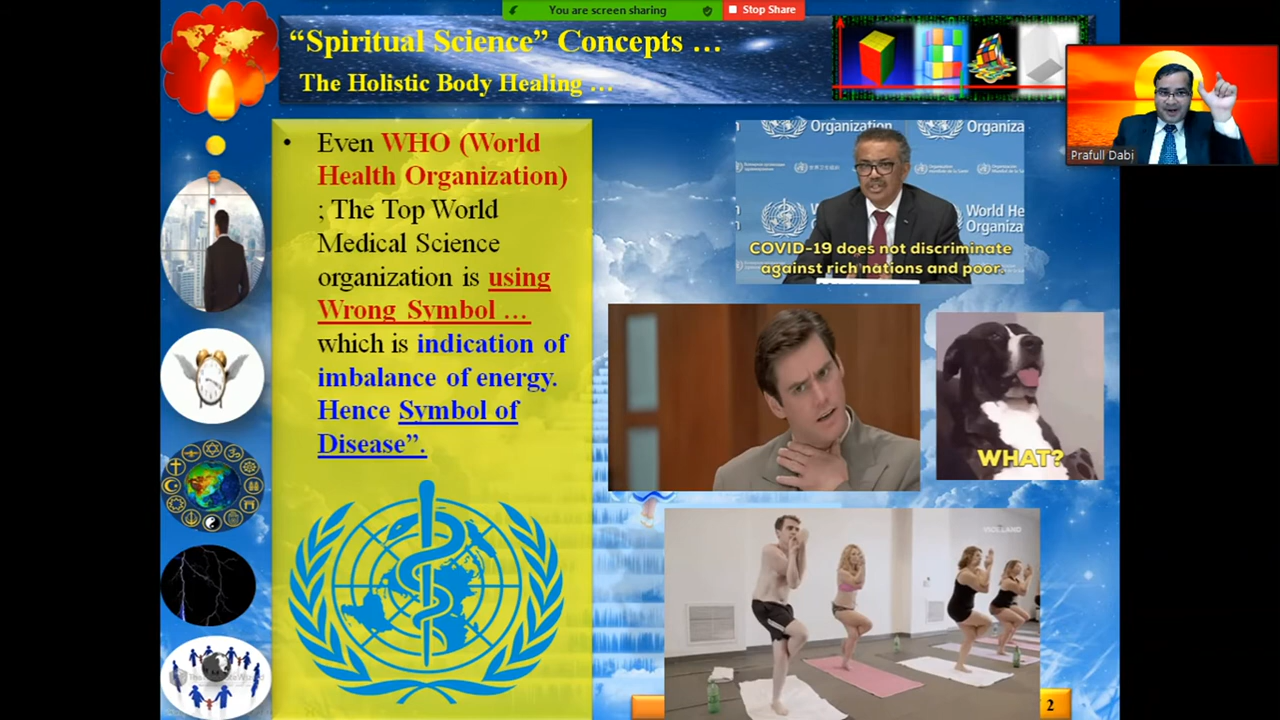 You are screen sharing
Stop Share
“Spiritual Science” Concepts …
The Holistic Body Healing …
Prafull Dabi
• Even WHO (World
Health Organization)
; The Top World
Medical Science
organization is using
Wrong Symbol …
which is indication of
imbalance of energy.
Hence Symbol of
Disease”.
Organization
Organiza
World He
Organiza
COVID-19 does not discriminate
against rich nations and poor.
WHAT?
2